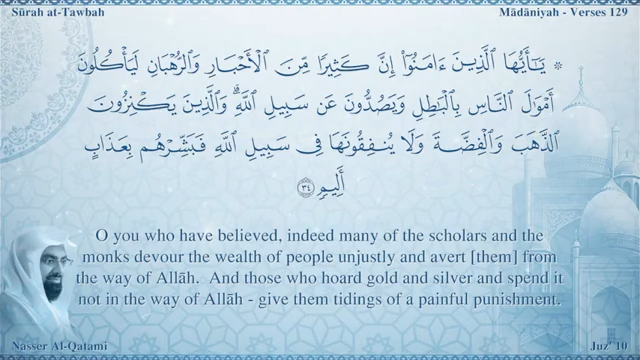 Sūrah at-Tawbah
Mādāniyah - Verses 129
۞ يَـٰٓأَيُّهَا ٱلَّذِينَ ءَامَنُوٓا۟ إِنَّ كَثِيرًا مِّنَ ٱلْأَحْبَارِ وَٱلرُّهْبَانِ لَيَأْكُلُونَ
أَمْوَٰلَ ٱلنَّاسِ بِٱلْبَـٰطِلِ وَيَصُدُّونَ عَن سَبِيلِ ٱللَّهِ ۗ وَٱلَّذِينَ يَكْنِزُونَ
ٱلذَّهَبَ وَٱلْفِضَّةَ وَلَا يُنفِقُونَهَا فِى سَبِيلِ ٱللَّهِ فَبَشِّرْهُم بِعَذَابٍ
أَلِيمٍ ٣٤
O you who have believed, indeed many of the scholars and the
monks devour the wealth of people unjustly and avert [them] from
the way of Allāh. And those who hoard gold and silver and spend it
not in the way of Allāh - give them tidings of a painful punishment.
Nasser Al-Qatami
Juz' 10